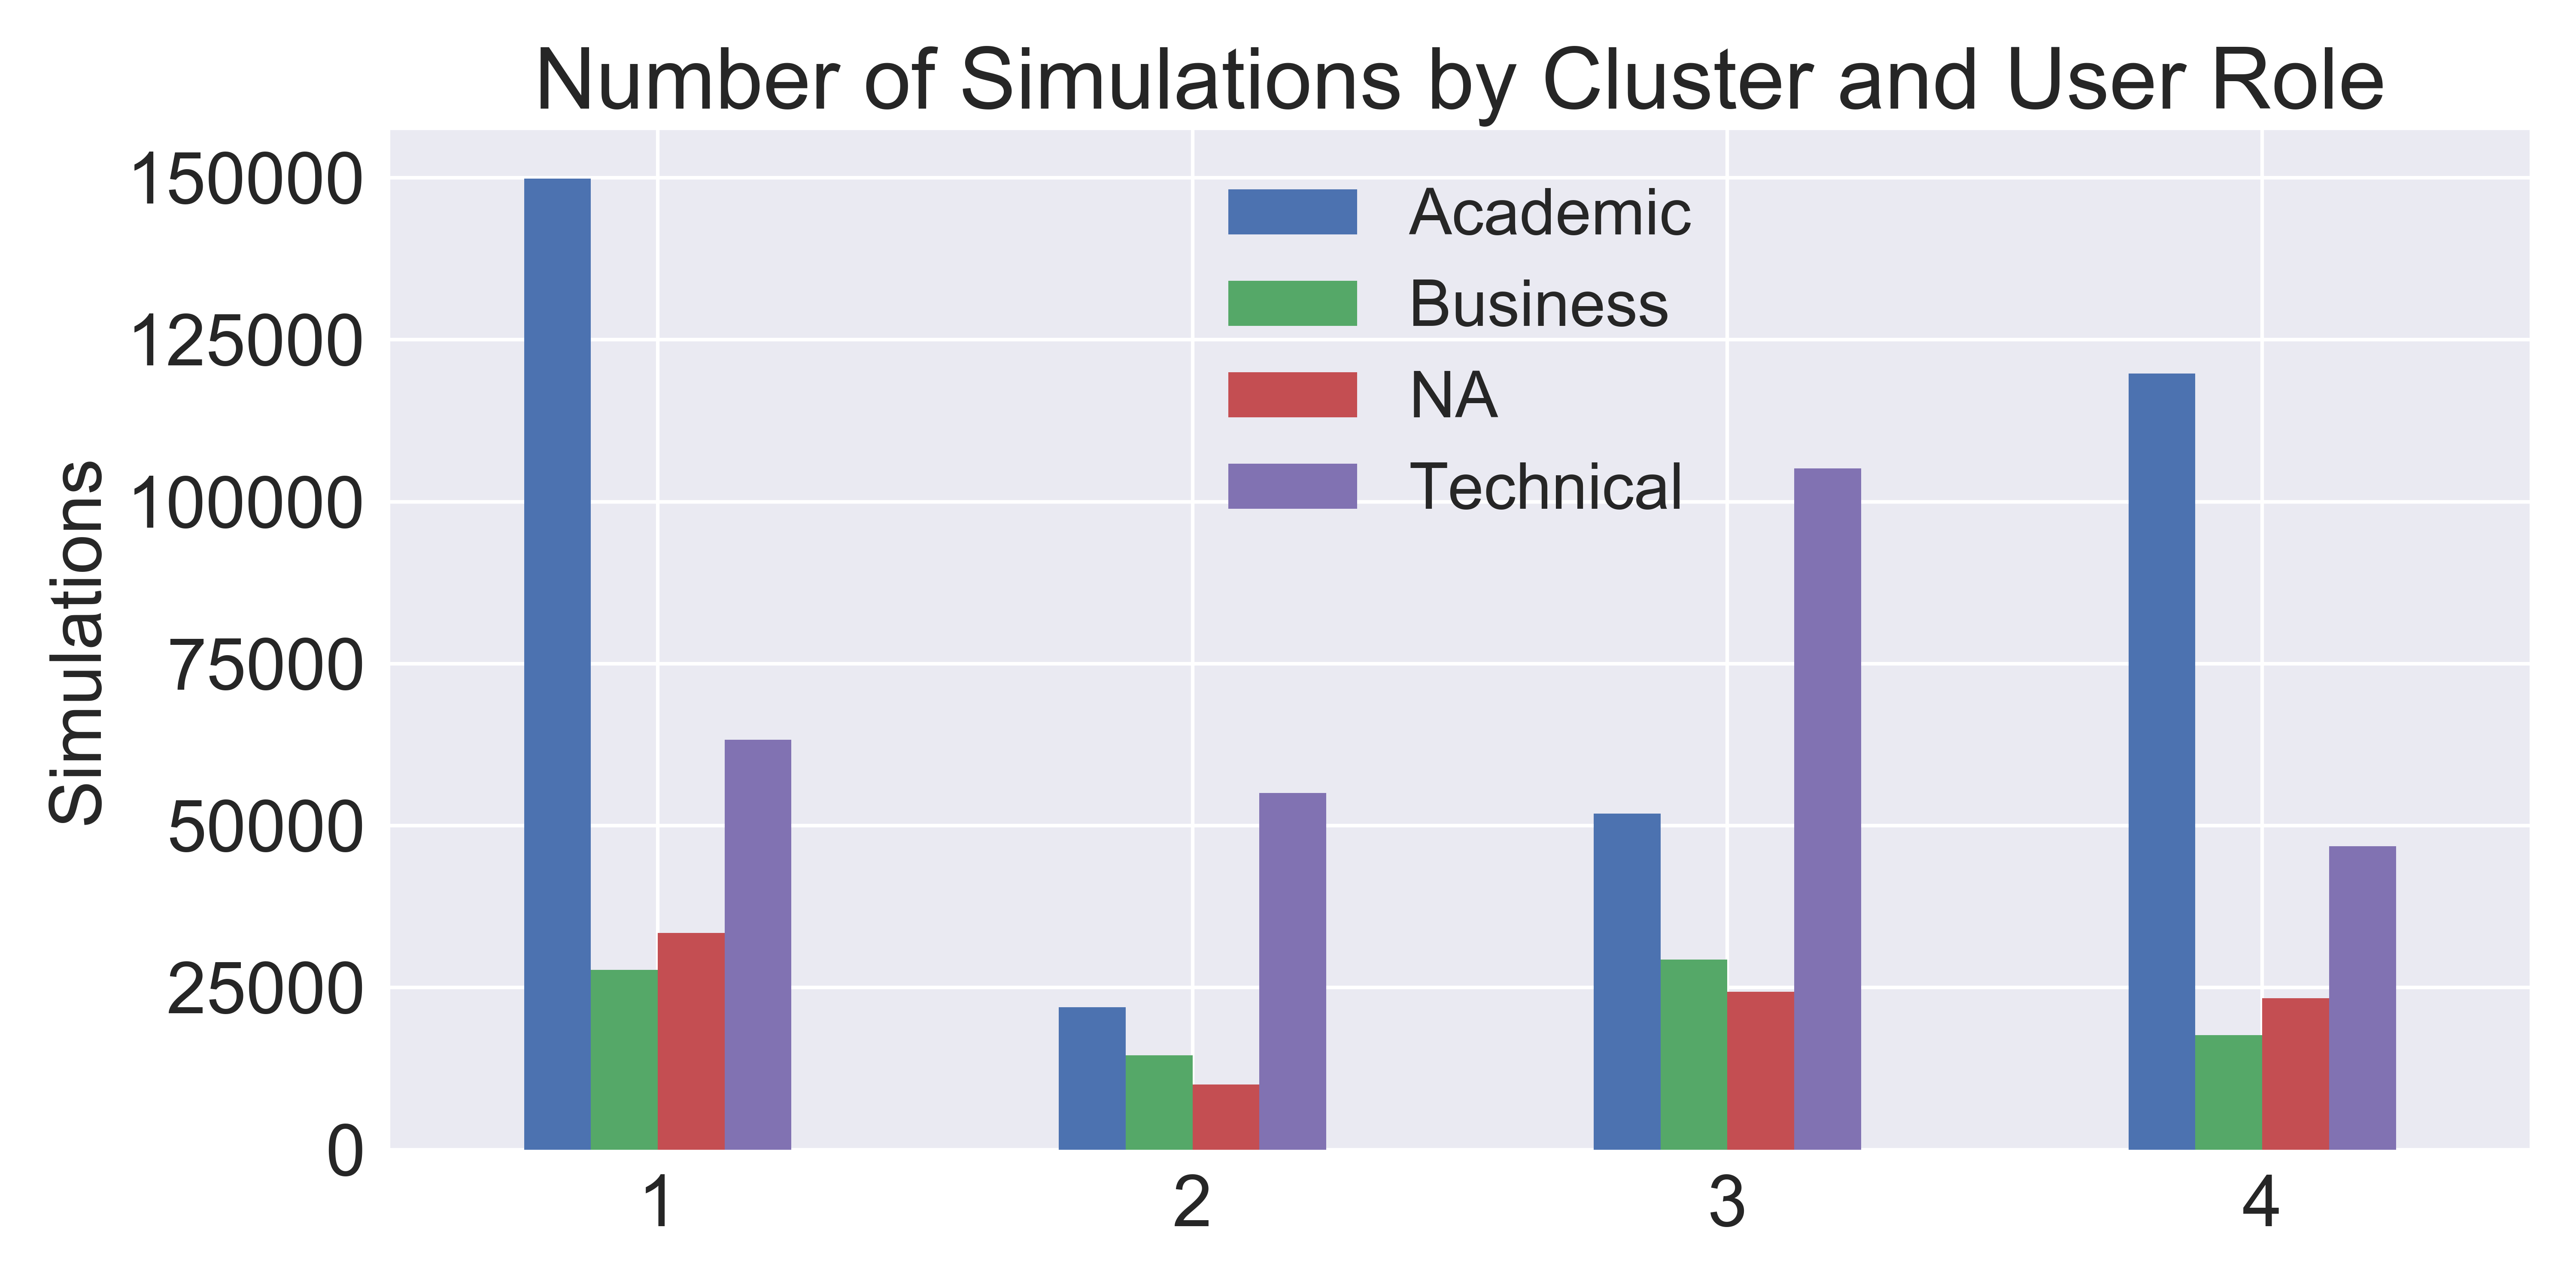 Number of Simulations by Cluster and User Role
150000
125000
100000
75000
50000
25000
0
Simulations
Academic
Business
NA
Technical
1 2 3 4